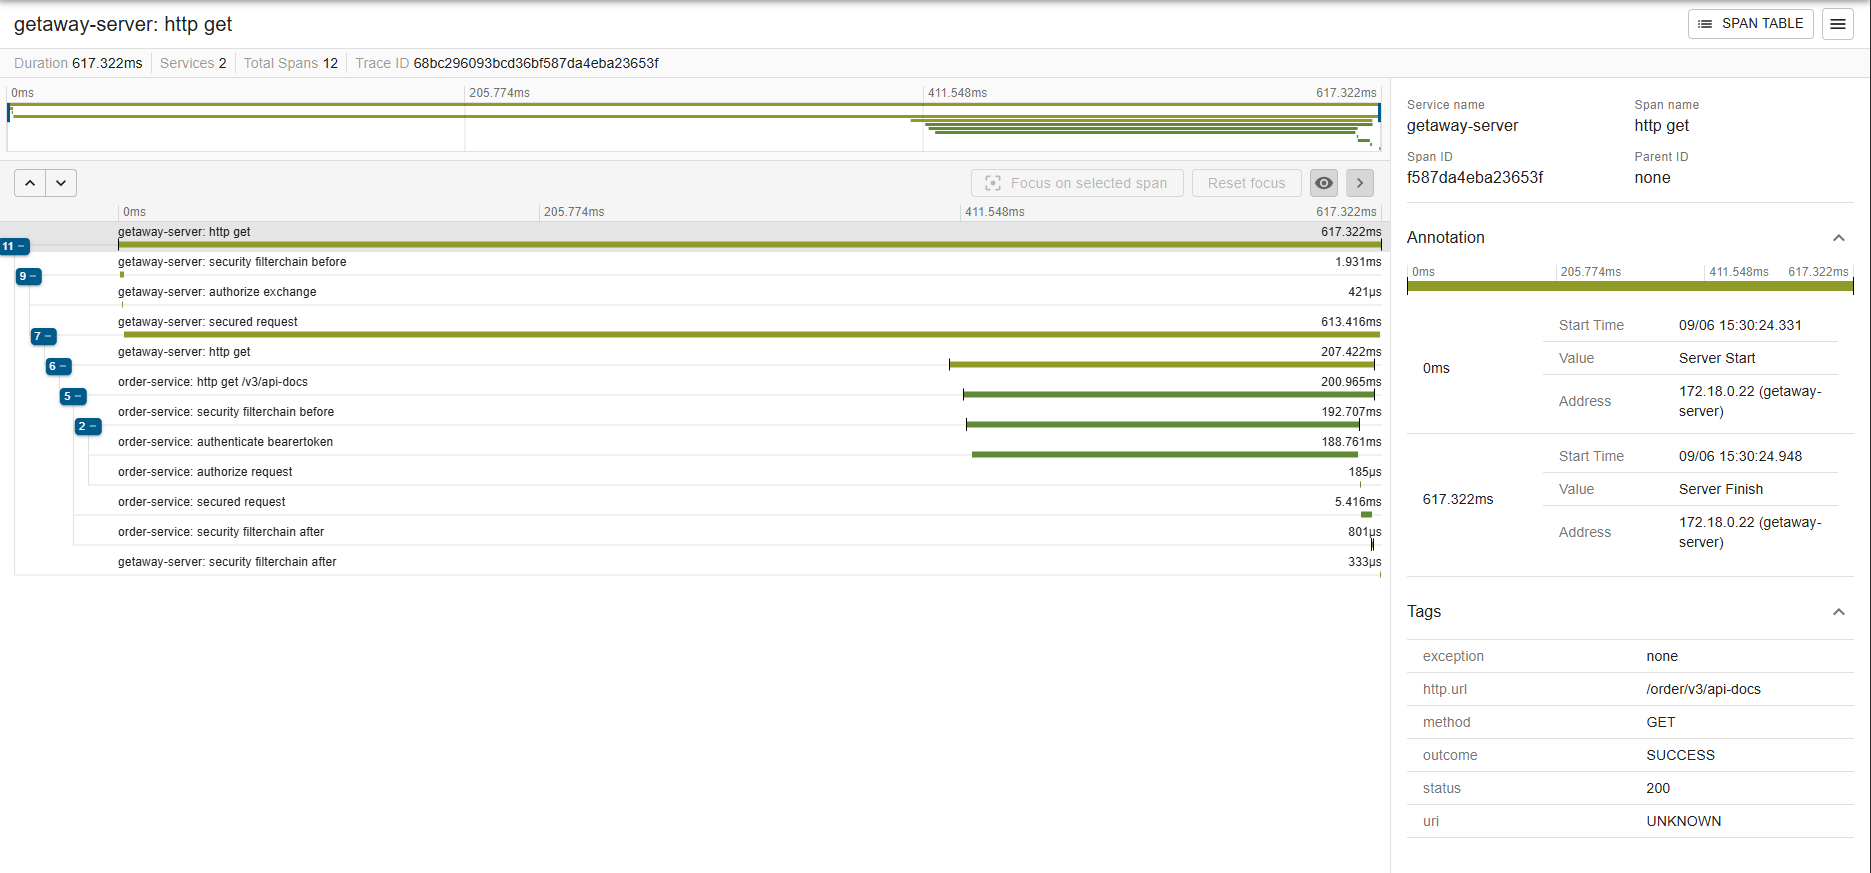 getaway-server: http get
SPAN TABLE
Duration 617.322ms Services 2 Total Spans 12 Trace ID 68bc296093bcd36bf587da4eba23653f
0ms 205.774ms 411.548ms 617.322ms
Focus on selected span Reset focus
0ms 205.774ms 411.548ms 617.322ms
getaway-server: http get 617.322ms
11 −
getaway-server: security filterchain before 1.931ms
9 −
getaway-server: authorize exchange 421μs
getaway-server: secured request 613.416ms
7 −
getaway-server: http get 207.422ms
6 −
order-service: http get /v3/api-docs 200.965ms
5 −
order-service: security filterchain before 192.707ms
2 −
order-service: authenticate bearertoken 188.761ms
order-service: authorize request 185μs
order-service: secured request 5.416ms
order-service: security filterchain after 801μs
getaway-server: security filterchain after 333μs
Service name Span name
getaway-server http get
Span ID Parent ID
f587da4eba23653f none
Annotation
0ms 205.774ms 411.548ms 617.322ms
Start Time 09/06 15:30:24.331
0ms
Value Server Start
Address 172.18.0.22 (getaway-
server)
Start Time 09/06 15:30:24.948
617.322ms
Value Server Finish
Address 172.18.0.22 (getaway-
server)
Tags
exception none
http.url /order/v3/api-docs
method GET
outcome SUCCESS
status 200
uri UNKNOWN